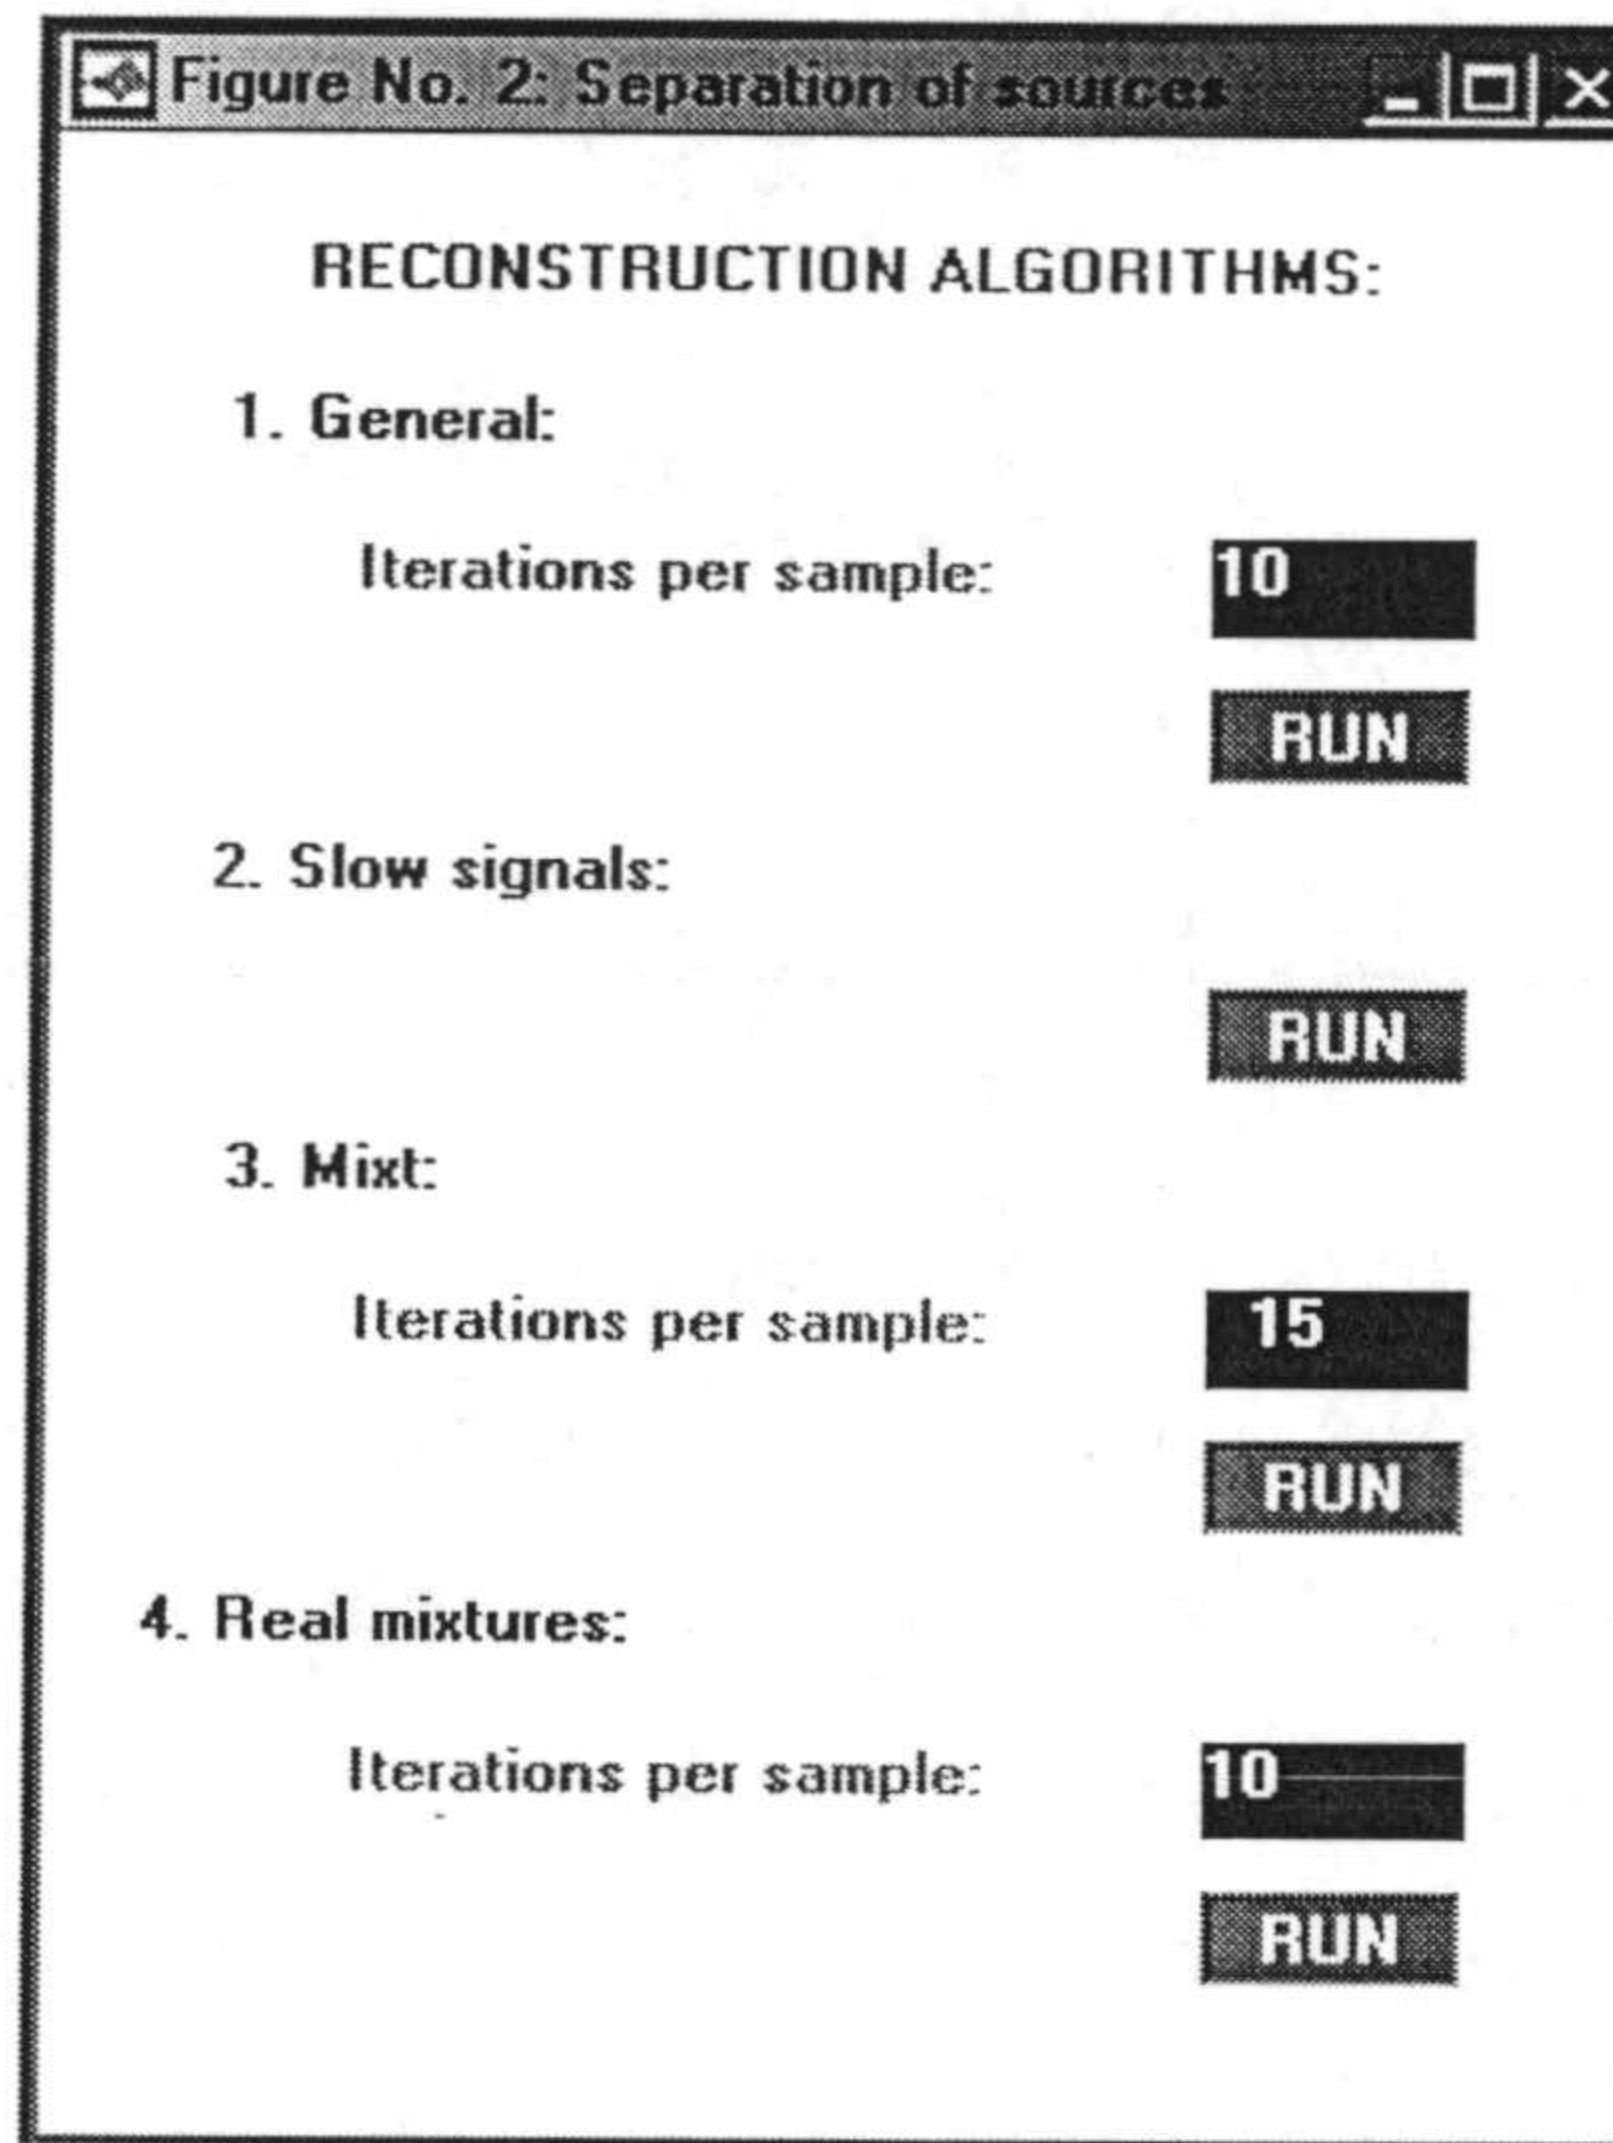 Figure No. 2: Separation of sources
RECONSTRUCTION ALGORITHMS:
1. General:
Iterations per sample: 10
RUN
2. Slow signals:
RUN
3. Mixt:
Iterations per sample: 15
RUN
4. Real mixtures:
Iterations per sample: 10
RUN